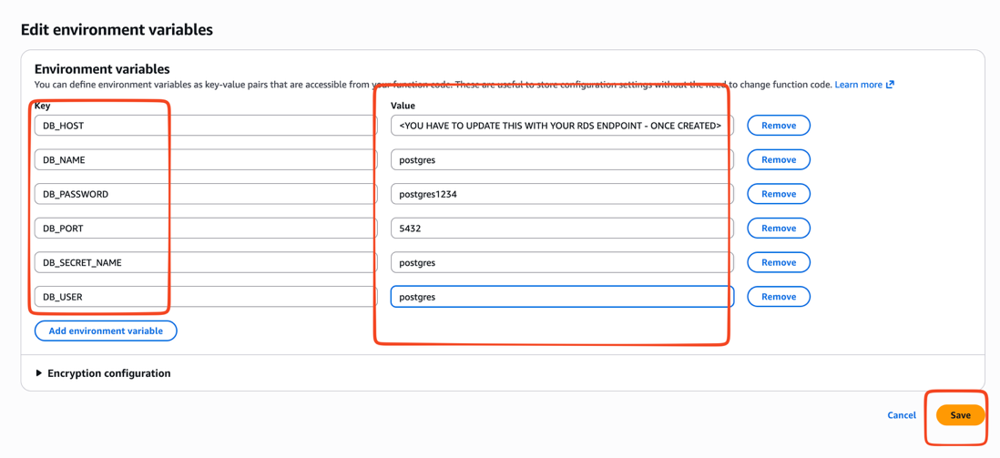 Edit environment variables
Environment variables
You can define environment variables as key-value pairs that are accessible from your function code. These are useful to store configuration settings without the need to change function code. Learn more
Key Value
DB_HOST <YOU HAVE TO UPDATE THIS WITH YOUR RDS ENDPOINT - ONCE CREATED> Remove
DB_NAME postgres Remove
DB_PASSWORD postgres1234 Remove
DB_PORT 5432 Remove
DB_SECRET_NAME postgres Remove
DB_USER postgres Remove
Add environment variable
Encryption configuration
Cancel Save